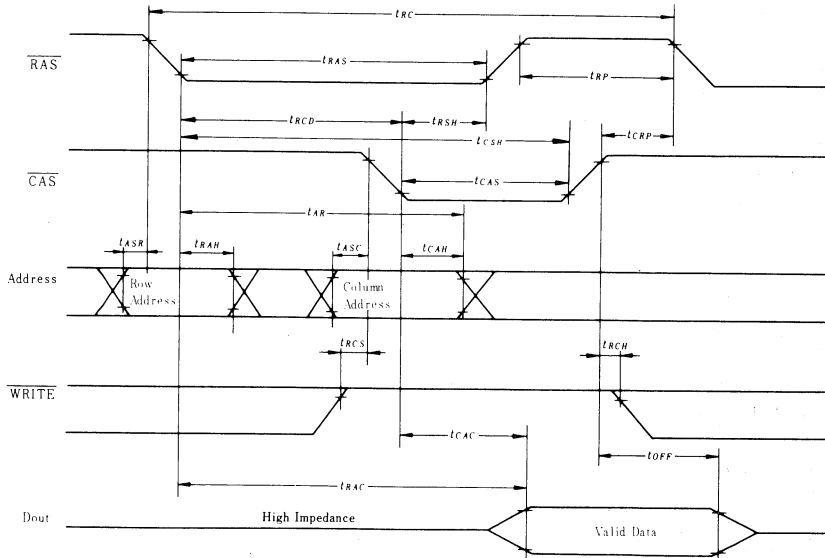 tRC
RAS
tRAS
tRP
tRCD
tRSH
tCSH
tCRP
CAS
tCAS
tAR
tASR
tRAH
tASC
tCAH
Address
Row
Address
Column
Address
tRCS
tRCH
WRITE
tCAC
tOFF
tRAC
Dout
High Impedance
Valid Data